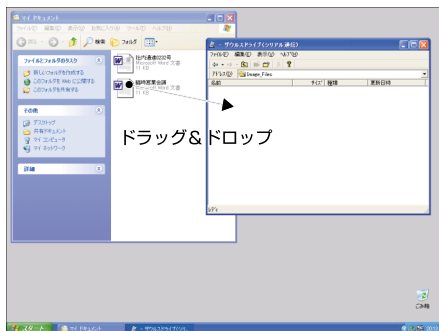 マイ ドキュメント
ファイル(F) 編集(E) 表示(V) お気に入り(A) ツール(T) ヘルプ(H)
戻る 検索 フォルダ
ファイルとフォルダのタスク
新しいフォルダを作成する
このフォルダを Web に公開する
このフォルダを共有する
その他
デスクトップ
共有ドキュメント
マイ コンピュータ
マイ ネットワーク
詳細
Microsoft Word 文書
71 KB
臨時営業会議
Microsoft Word 文書
71 KB
ドラッグ&ドロップ
ザウルスドライブ(シリアル通信)
ファイル(F) 編集(E) 表示(V) ヘルプ(H)
アドレス(D) Image_Files
名前 サイズ 種類 更新日時
レディ
ごみ箱
スタート マイ ドキュメント ザウルスドライブ(シリ...